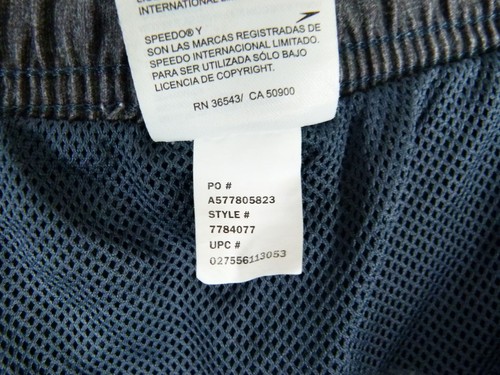 SPEEDO® Y
SON LAS MARCAS REGISTRADAS DE
SPEEDO INTERNACIONAL LIMITADO.
PARA SER UTILIZADA SÓLO BAJO
LICENCIA DE COPYRIGHT.
RN 36543/ CA 50900
PO #
A577805823
STYLE #
7784077
UPC #
027556113053